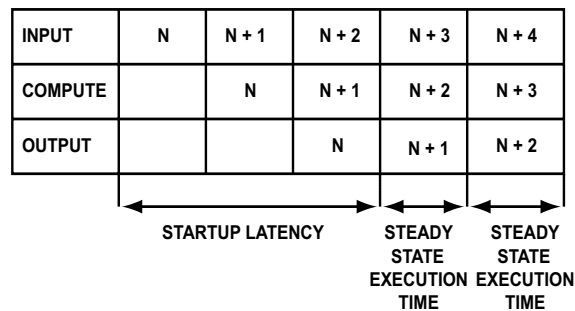 INPUT N N + 1 N + 2 N + 3 N + 4
COMPUTE N N + 1 N + 2 N + 3
OUTPUT N N + 1 N + 2
STARTUP LATENCY
STEADY
STATE
EXECUTION
TIME
STEADY
STATE
EXECUTION
TIME